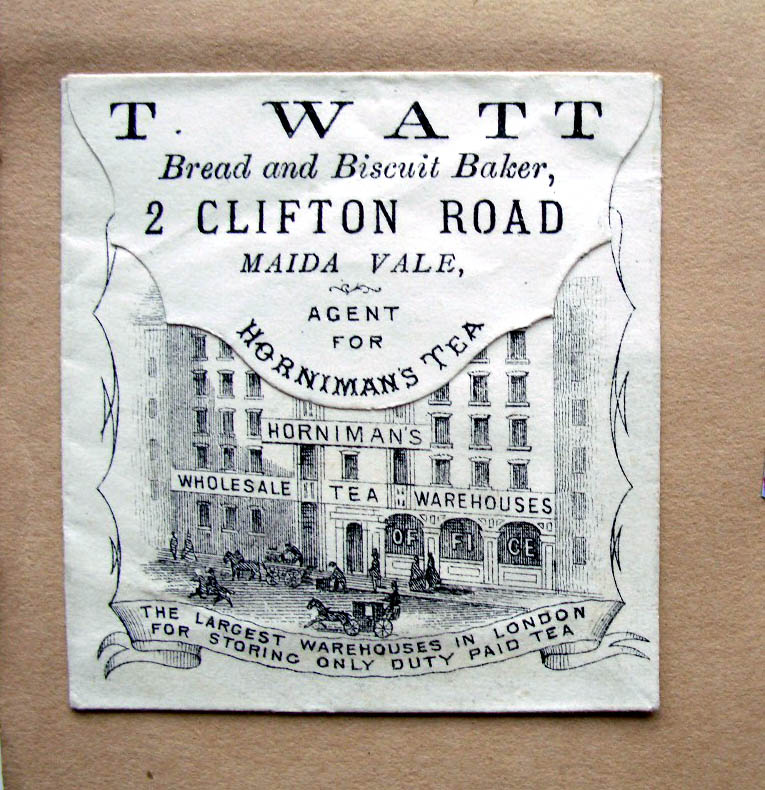 T. WATT
Bread and Biscuit Baker,
2 CLIFTON ROAD
MAIDA VALE,
AGENT
FOR
HORNIMAN'S TEA
HORNIMAN'S
WHOLESALE TEA WAREHOUSES
OF FI CE
THE LARGEST WAREHOUSES IN LONDON
FOR STORING ONLY DUTY PAID TEA